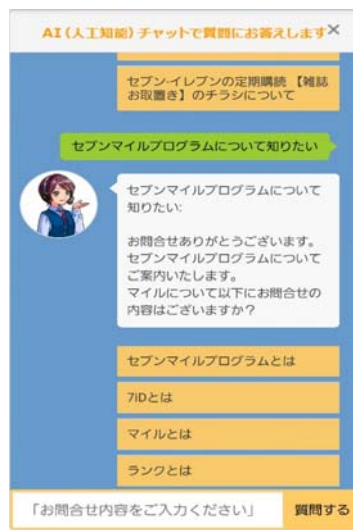 AI(人工知能)チャットで質問にお答えします×
セブン-イレブンの定期購読 【雑誌
お取置き】のチラシについて
セブンマイルプログラムについて知りたい
セブンマイルプログラムについて
知りたい:
お問合せありがとうございます。
セブンマイルプログラムについて
ご案内いたします。
マイルについて以下にお問合せの
内容はございますか？
セブンマイルプログラムとは
7iDとは
マイルとは
ランクとは
「お問合せ内容をご入力ください」 質問する